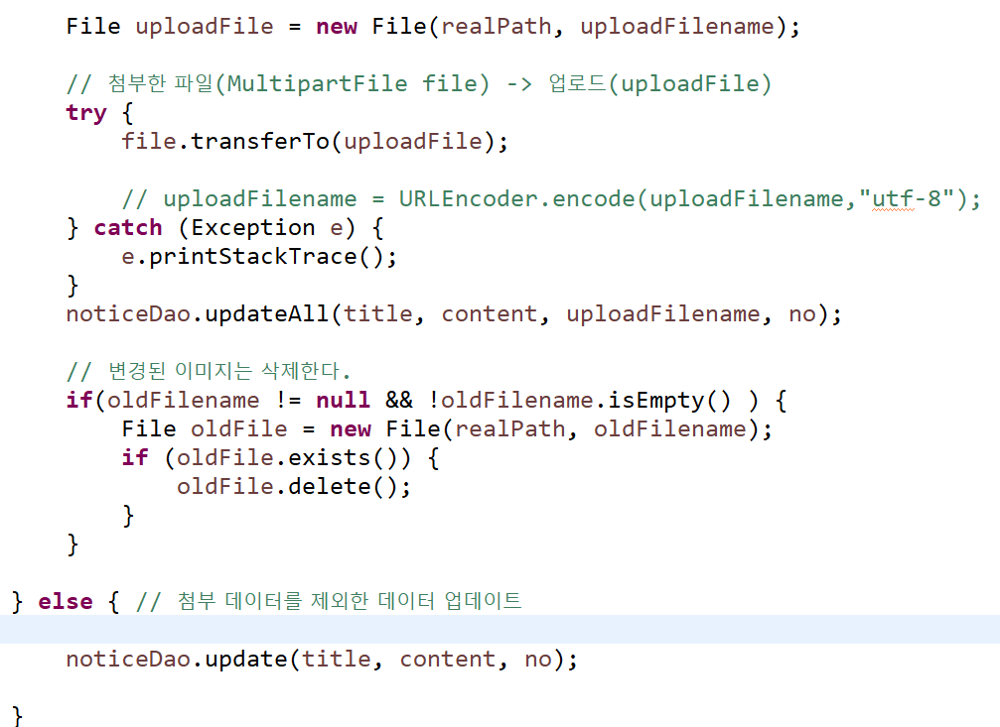 File uploadFile = new File(realPath, uploadFilename);
// 첨부한 파일(MultipartFile file) -> 업로드(uploadFile)
try {
file.transferTo(uploadFile);
// uploadFilename = URLEncoder.encode(uploadFilename,"utf-8");
} catch (Exception e) {
e.printStackTrace();
}
noticeDao.updateAll(title, content, uploadFilename, no);
// 변경된 이미지는 삭제한다.
if(oldFilename != null && !oldFilename.isEmpty() ) {
File oldFile = new File(realPath, oldFilename);
if (oldFile.exists()) {
oldFile.delete();
}
}
} else { // 첨부 데이터를 제외한 데이터 업데이트
noticeDao.update(title, content, no);
}